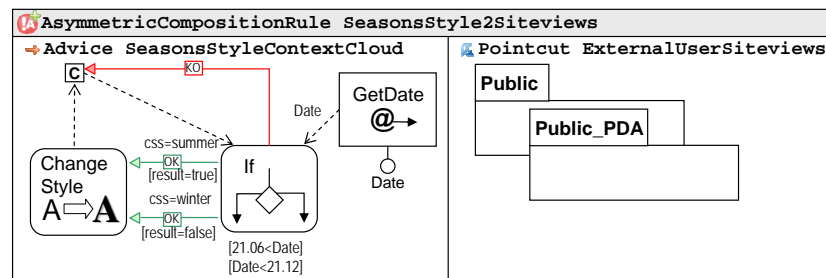 AsymmetricCompositionRule SeasonsStyle2Siteviews
Advice SeasonsStyleContextCloud
C
KO
Date
GetDate
@
Date
css=summer
OK
[result=true]
css=winter
OK
[result=false]
Change
Style
A A
If
[21.06<Date]
[Date<21.12]
Pointcut ExternalUserSiteviews
Public
Public_PDA